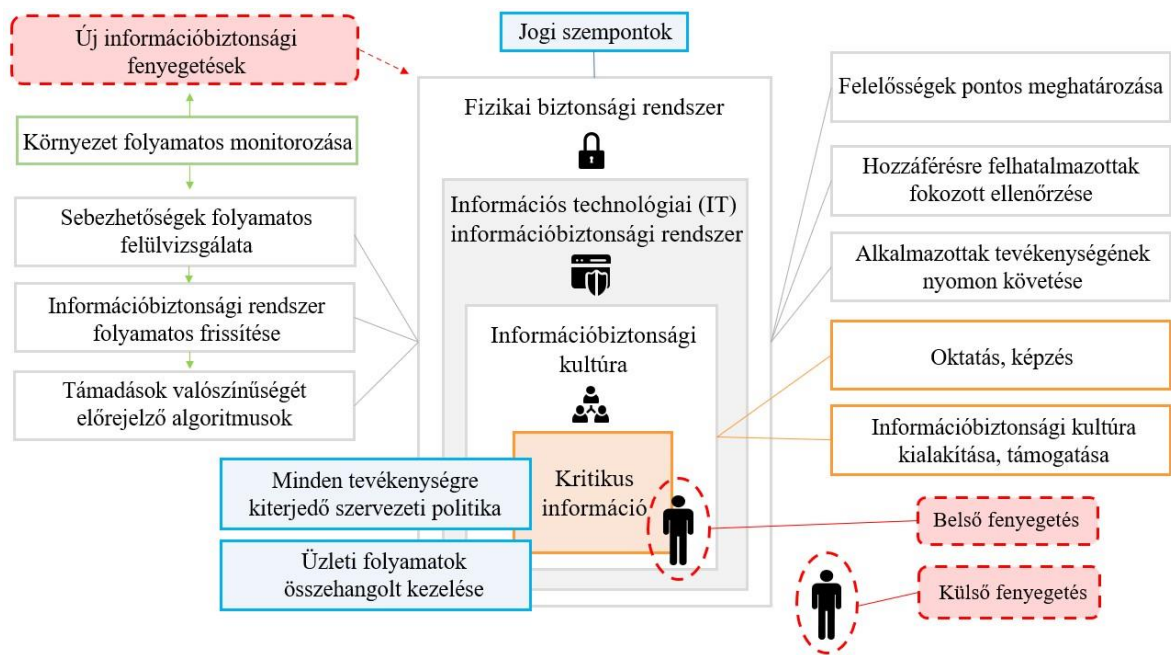 Új információbiztonsági
fenyegetések
Környezet folyamatos monitorozása
Sebezhetőségek folyamatos
felülvizsgálata
Információbiztonsági rendszer
folyamatos frissítése
Támadások valószínűségét
előrejelző algoritmusok
Jogi szempontok
Fizikai biztonsági rendszer
Információs technológiai (IT)
információbiztonsági rendszer
Információbiztonsági
kultúra
Kritikus
információ
Minden tevékenységre
kiterjedő szervezeti politika
Üzleti folyamatok
összehangolt kezelése
Felelősségek pontos meghatározása
Hozzáférésre felhatalmazottak
fokozott ellenőrzése
Alkalmazottak tevékenységének
nyomon követése
Oktatás, képzés
Információbiztonsági kultúra
kialakítása, támogatása
Belső fenyegetés
Külső fenyegetés